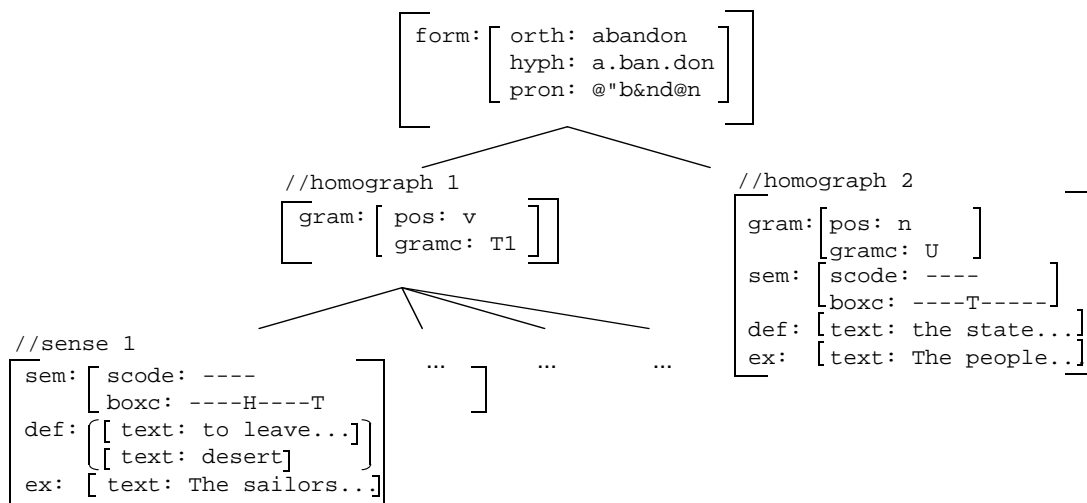 form: orth: abandon
hyph: a.ban.don
pron: @"b&nd@n
//homograph 1
gram: pos: v
gramc: T1
//homograph 2
gram: pos: n
gramc: U
sem: scode: ----
boxc: ----T-----
def: text: the state...
ex: text: The people...
//sense 1
sem: scode: ----
boxc: ----H----T
def: text: to leave...
text: desert
ex: text: The sailors...
... ... ...